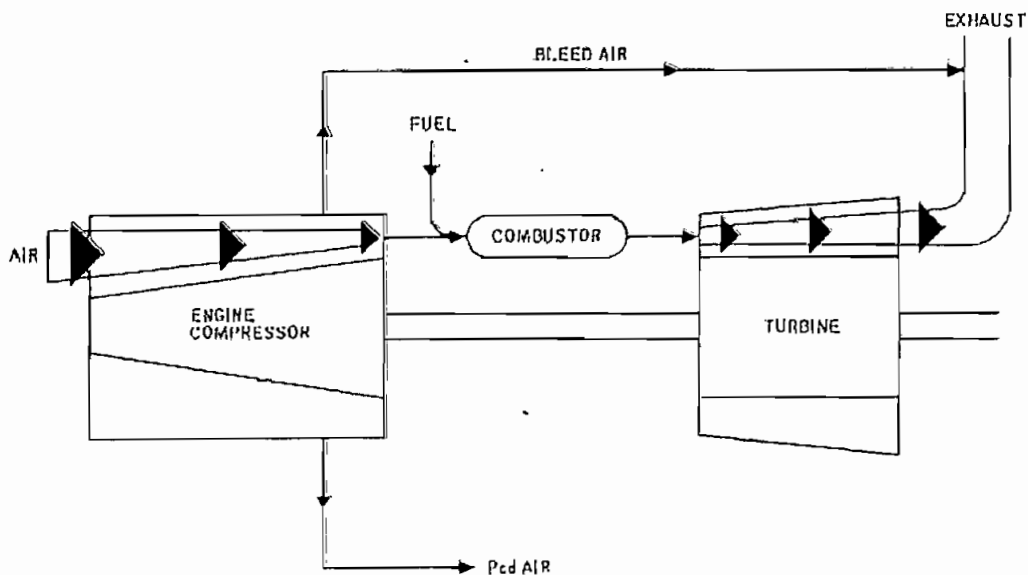 EXHAUST
BLEED AIR
FUEL
AIR
COMBUSTOR
ENGINE
COMPRESSOR
TURBINE
Pcd AIR